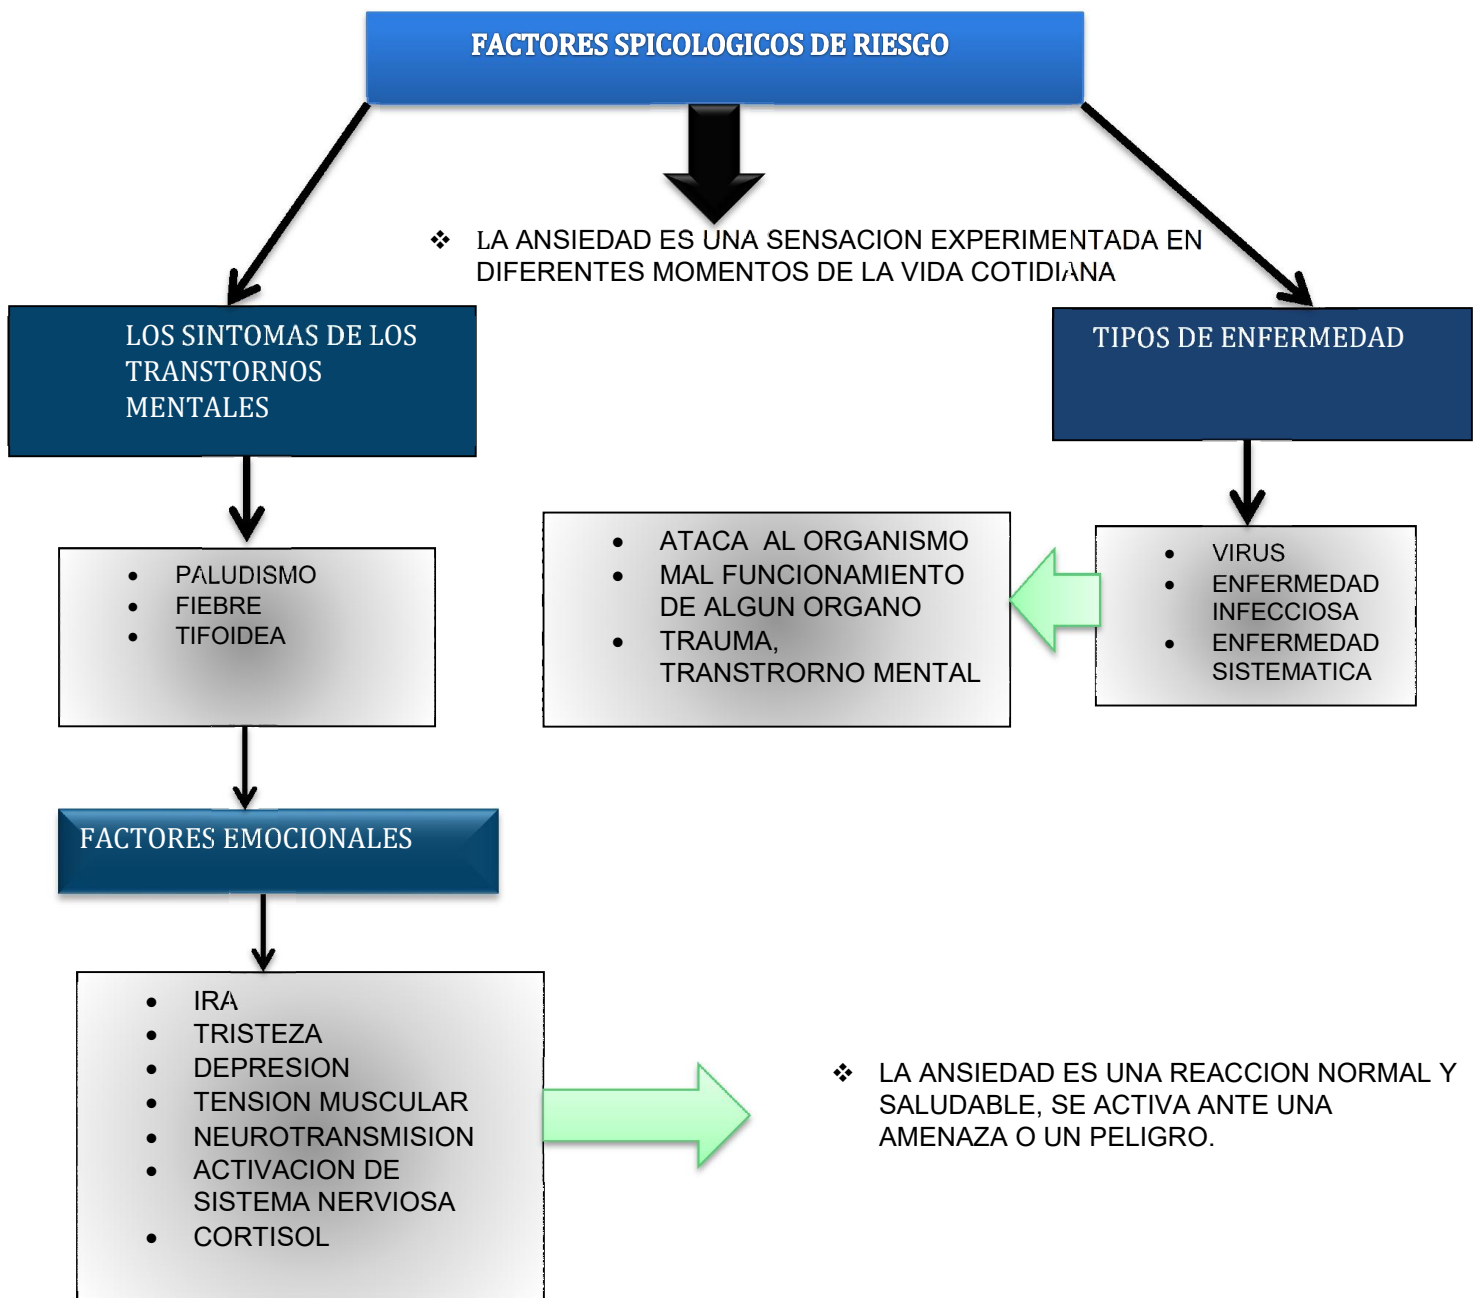 FACTORES SPICOLOGICOS DE RIESGO
❖ LA ANSIEDAD ES UNA SENSACION EXPERIMENTADA EN
DIFERENTES MOMENTOS DE LA VIDA COTIDIANA
LOS SINTOMAS DE LOS
TRANSTORNOS
MENTALES
TIPOS DE ENFERMEDAD
• PALUDISMO
• FIEBRE
• TIFOIDEA
• ATACA AL ORGANISMO
• MAL FUNCIONAMIENTO
DE ALGUN ORGANO
• TRAUMA,
TRANSTRORNO MENTAL
• VIRUS
• ENFERMEDAD
INFECCIOSA
• ENFERMEDAD
SISTEMATICA
FACTORES EMOCIONALES
• IRA
• TRISTEZA
• DEPRESION
• TENSION MUSCULAR
• NEUROTRANSMISION
• ACTIVACION DE
SISTEMA NERVIOSA
• CORTISOL
❖ LA ANSIEDAD ES UNA REACCION NORMAL Y
SALUDABLE, SE ACTIVA ANTE UNA
AMENAZA O UN PELIGRO.